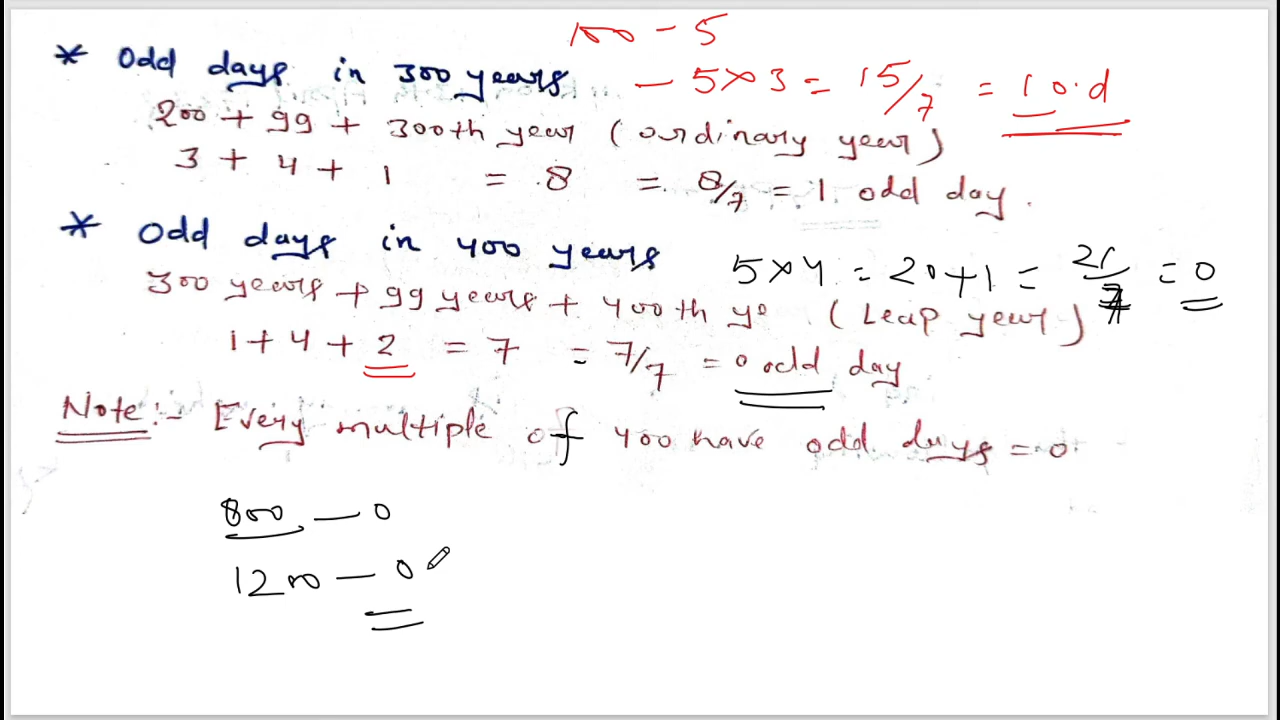 100 - 5
* Odd days in 300 years - 5×3 = 15/7 = 1 o.d
200 + 99 + 300th year (ordinary year)
3 + 4 + 1 = 8 = 8/7 = 1 odd day.
* Odd days in 400 years 5×4 = 20+1 = 21/7 = 0
300 years + 99 years + 400th ye (Leap year)
1 + 4 + 2 = 7 = 7/7 = 0 odd day
Note:- Every multiple of 400 have odd days = 0.
800 - 0
1200 - 0